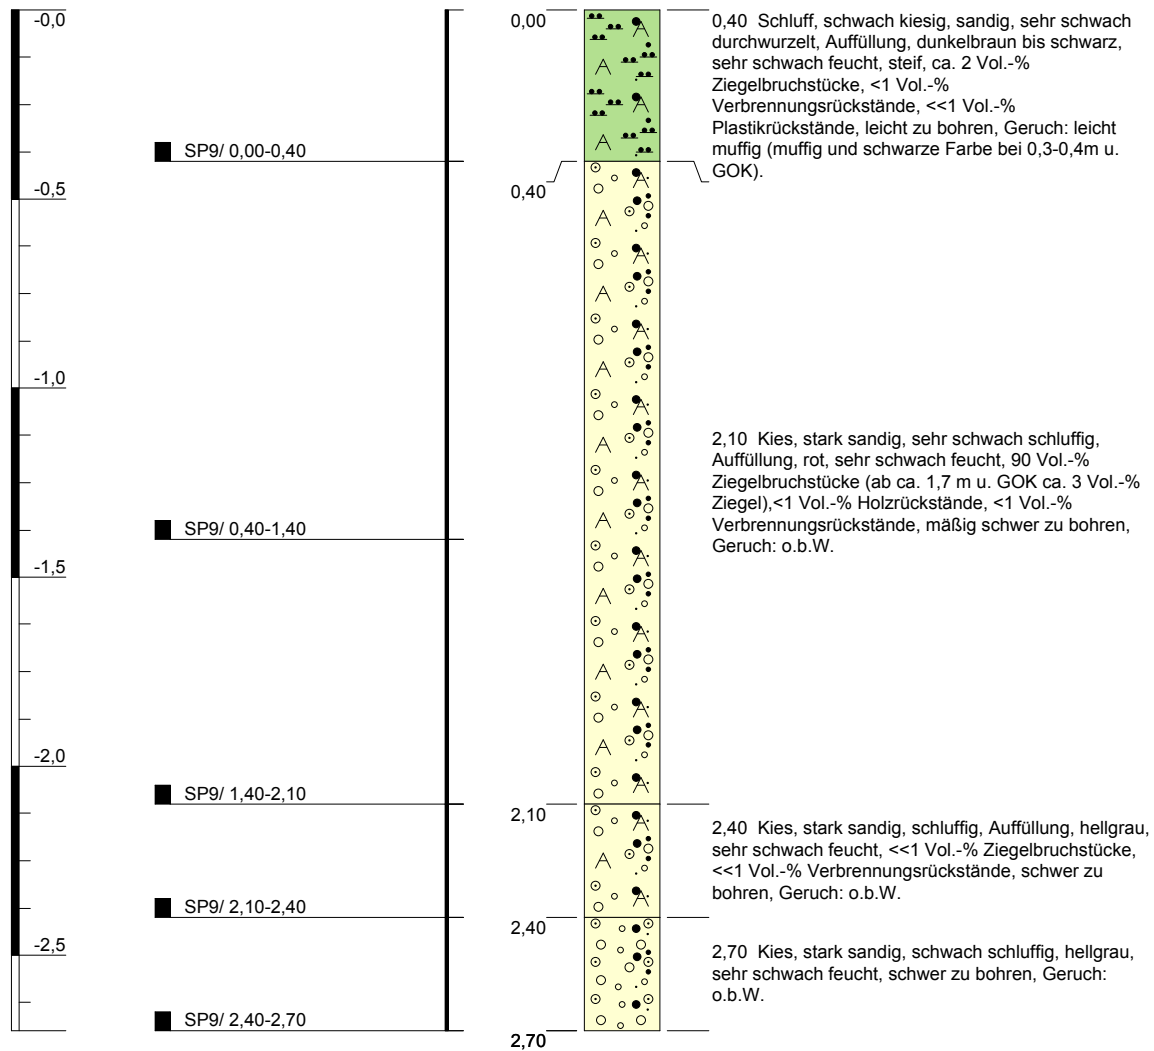 -0,0
-0,5
-1,0
-1,5
-2,0
-2,5
SP9/ 0,00-0,40
SP9/ 0,40-1,40
SP9/ 1,40-2,10
SP9/ 2,10-2,40
SP9/ 2,40-2,70
0,00
0,40
2,10
2,40
2,70
0,40 Schluff, schwach kiesig, sandig, sehr schwach
durchwurzelt, Auffüllung, dunkelbraun bis schwarz,
sehr schwach feucht, steif, ca. 2 Vol.-%
Ziegelbruchstücke, <1 Vol.-%
Verbrennungsrückstände, <<1 Vol.-%
Plastikrückstände, leicht zu bohren, Geruch: leicht
muffig (muffig und schwarze Farbe bei 0,3-0,4m u.
GOK).
2,10 Kies, stark sandig, sehr schwach schluffig,
Auffüllung, rot, sehr schwach feucht, 90 Vol.-%
Ziegelbruchstücke (ab ca. 1,7 m u. GOK ca. 3 Vol.-%
Ziegel),<1 Vol.-% Holzrückstände, <1 Vol.-%
Verbrennungsrückstände, mäßig schwer zu bohren,
Geruch: o.b.W.
2,40 Kies, stark sandig, schluffig, Auffüllung, hellgrau,
sehr schwach feucht, <<1 Vol.-% Ziegelbruchstücke,
<<1 Vol.-% Verbrennungsrückstände, schwer zu
bohren, Geruch: o.b.W.
2,70 Kies, stark sandig, schwach schluffig, hellgrau,
sehr schwach feucht, schwer zu bohren, Geruch:
o.b.W.